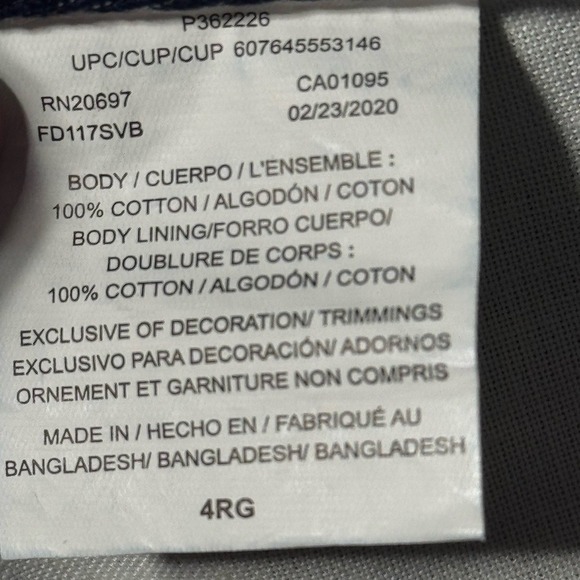 P362226
UPC/CUP/CUP 607645553146
RN20697 CA01095
FD117SVB 02/23/2020
BODY / CUERPO / L'ENSEMBLE :
100% COTTON / ALGODÓN / COTON
BODY LINING/FORRO CUERPO/
DOUBLURE DE CORPS :
100% COTTON / ALGODÓN / COTON
EXCLUSIVE OF DECORATION/ TRIMMINGS
EXCLUSIVO PARA DECORACIÓN/ ADORNOS
ORNEMENT ET GARNITURE NON COMPRIS
MADE IN / HECHO EN / FABRIQUÉ AU
BANGLADESH/ BANGLADESH/ BANGLADESH
4RG